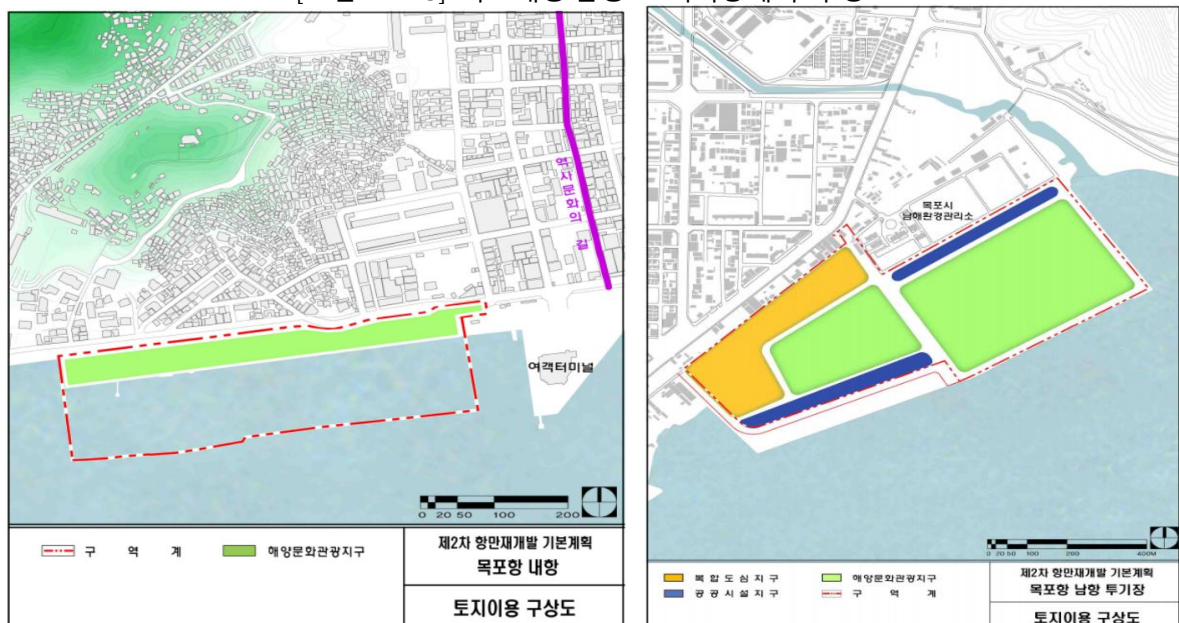 역사문화의 길
여객터미널
0 20 50 100 200
구 역 계
해양문화관광지구
제2차 항만재개발 기본계획
목포항 내항
토지이용 구상도
목포시
남해환경관리소
0 20 50 100 200 400M
복합도심지구
해양문화관광지구
공공시설지구
구 역 계
제2차 항만재개발 기본계획
목포항 남항 투기장
토지이용 구상도